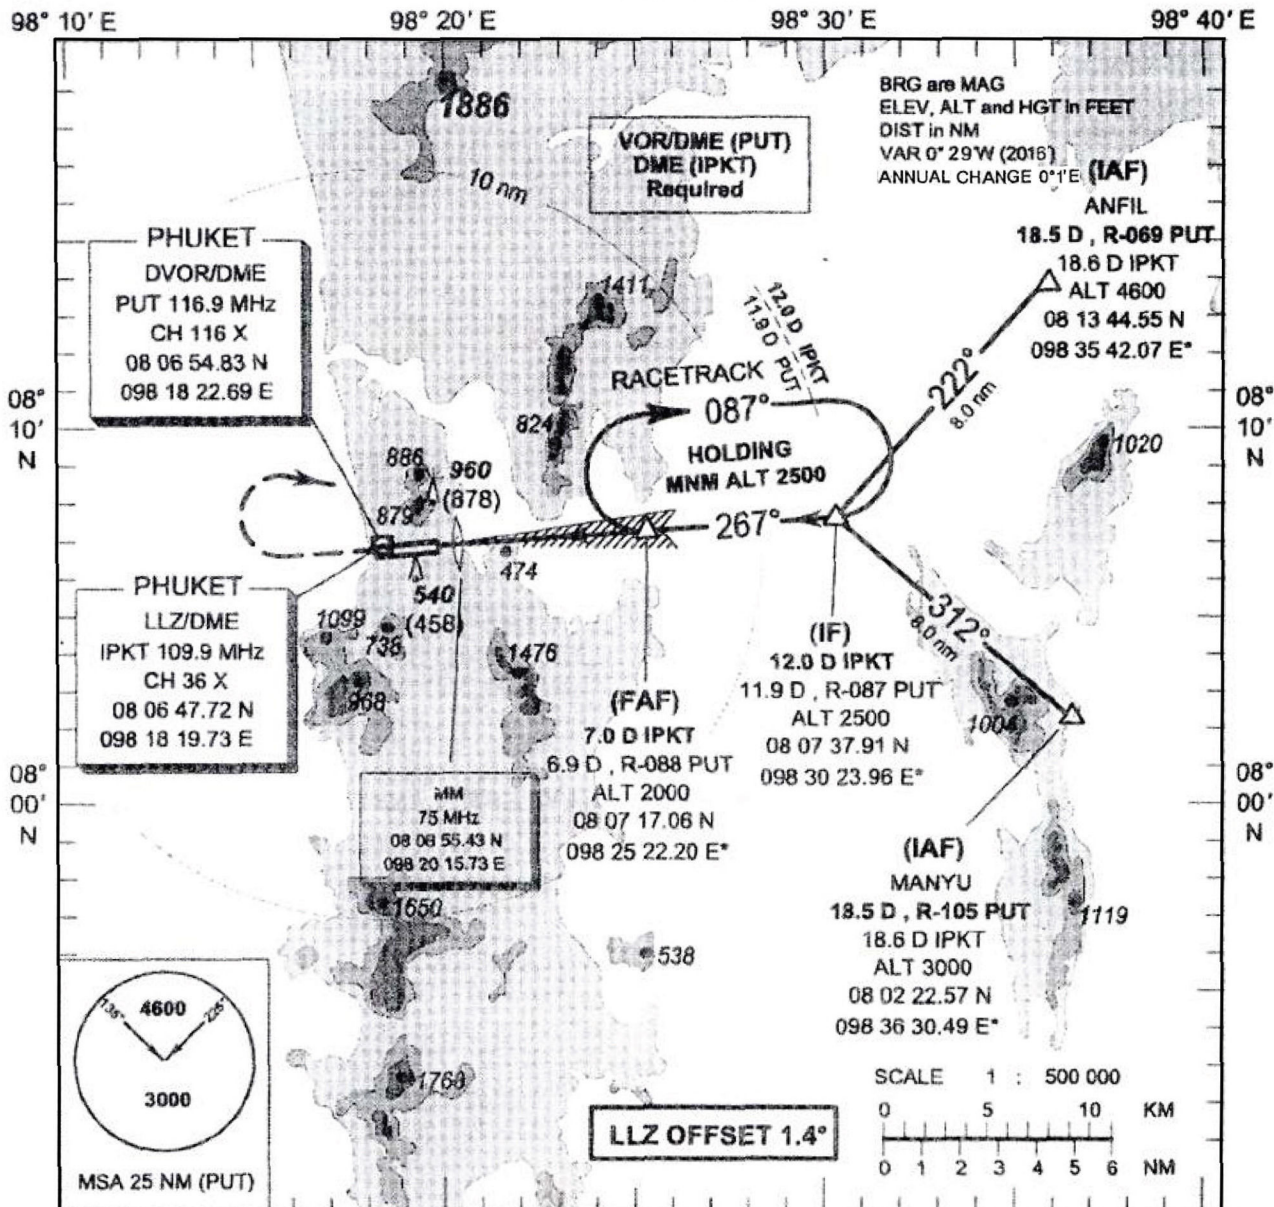 98° 10' E
98° 20' E
98° 30' E
98° 40' E
BRG are MAG
ELEV, ALT and HGT in FEET
DIST in NM
VAR 0° 29'W (2016)
ANNUAL CHANGE 0°1'E
1886
VOR/DME (PUT)
DME (IPKT)
Required
10 nm
(IAF)
ANFIL
18.5 D , R-069 PUT
18.6 D IPKT
ALT 4600
08 13 44.55 N
098 35 42.07 E*
PHUKET
DVOR/DME
PUT 116.9 MHz
CH 116 X
08 06 54.83 N
098 18 22.69 E
1411
12.0 D IPKT
11.9 D PUT
222°
8.0 nm
RACETRACK
087°
HOLDING
MNM ALT 2500
267°
08°
10'
N
08°
10'
N
824
1020
886
960
(878)
879
474
540
(458)
PHUKET
LLZ/DME
IPKT 109.9 MHz
CH 36 X
08 06 47.72 N
098 18 19.73 E
1099
738
968
1476
312°
8.0 nm
1004
(IF)
12.0 D IPKT
11.9 D , R-087 PUT
ALT 2500
08 07 37.91 N
098 30 23.96 E*
(FAF)
7.0 D IPKT
6.9 D , R-088 PUT
ALT 2000
08 07 17.06 N
098 25 22.20 E*
08°
00'
N
08°
00'
N
MM
75 MHz
08 06 55.43 N
098 20 15.73 E
(IAF)
MANYU
18.5 D , R-105 PUT
18.6 D IPKT
ALT 3000
08 02 22.57 N
098 36 30.49 E*
1119
1650
538
1768
135°
4600
225°
3000
MSA 25 NM (PUT)
LLZ OFFSET 1.4°
SCALE 1 : 500 000
0 5 10 KM
0 1 2 3 4 5 6 NM